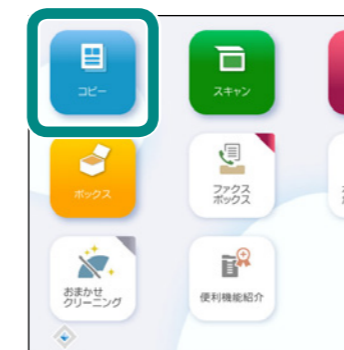 コピー
スキャン
ボックス
ファクス
ボックス
おまかせ
クリーニング
便利機能紹介